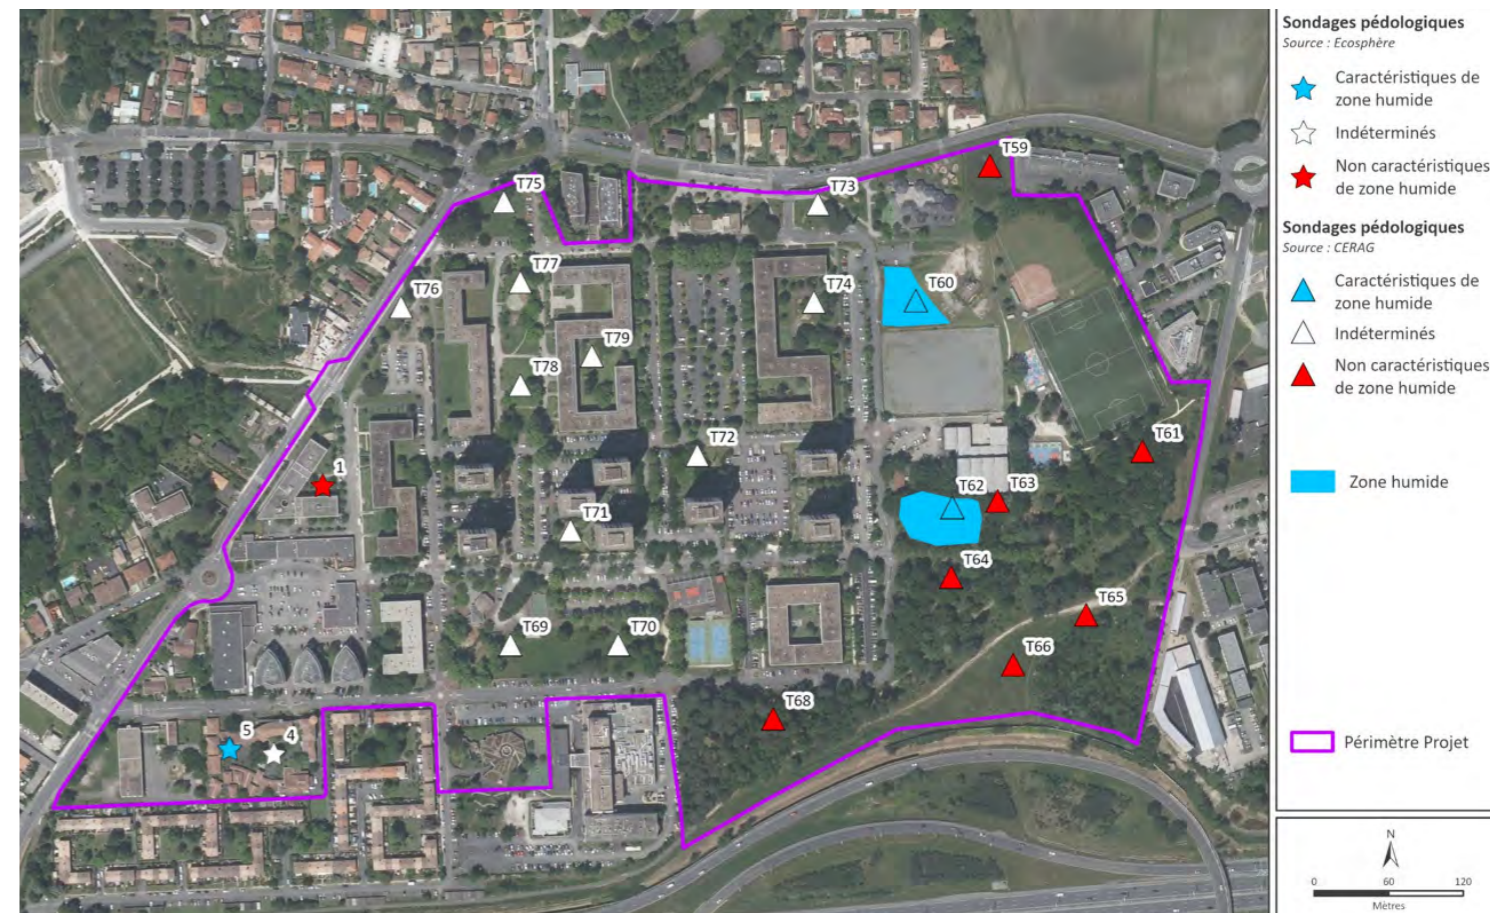 Sondages pédologiques
Source : Ecosphère
Caractéristiques de
zone humide
Indéterminés
Non caractéristiques
de zone humide
Sondages pédologiques
Source : CERAG
Caractéristiques de
zone humide
Indéterminés
Non caractéristiques
de zone humide
Zone humide
Périmètre Projet
N
0 60 120
Mètres
T59
T75
T73
T77
T76
T74
T60
T79
T78
T72
T61
1
T62
T63
T71
T64
T65
T69
T70
T66
T68
5
4